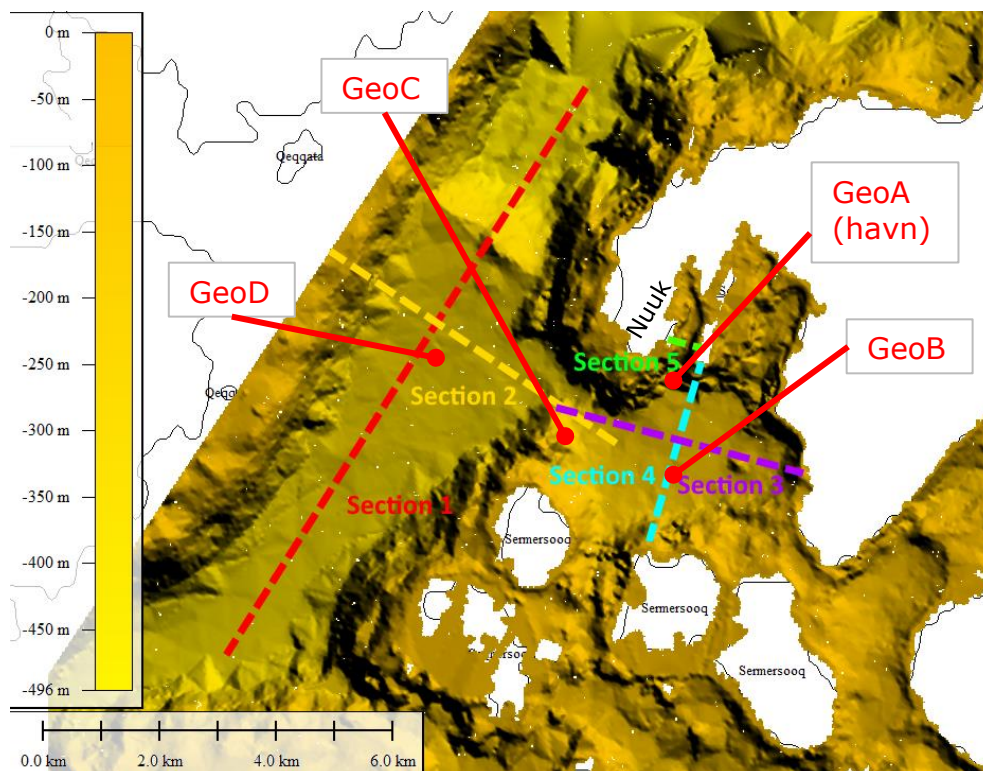 0 m
-50 m
-100 m
-150 m
-200 m
-250 m
-300 m
-350 m
-400 m
-450 m
-496 m
GeoC
Qeqqata
GeoA
(havn)
GeoD
Nuuk
GeoB
Section 5
Section 2
Section 4
Section 3
Section 1
Sermersooq
Sermersooq
Sermersooq
0.0 km
2.0 km
4.0 km
6.0 km